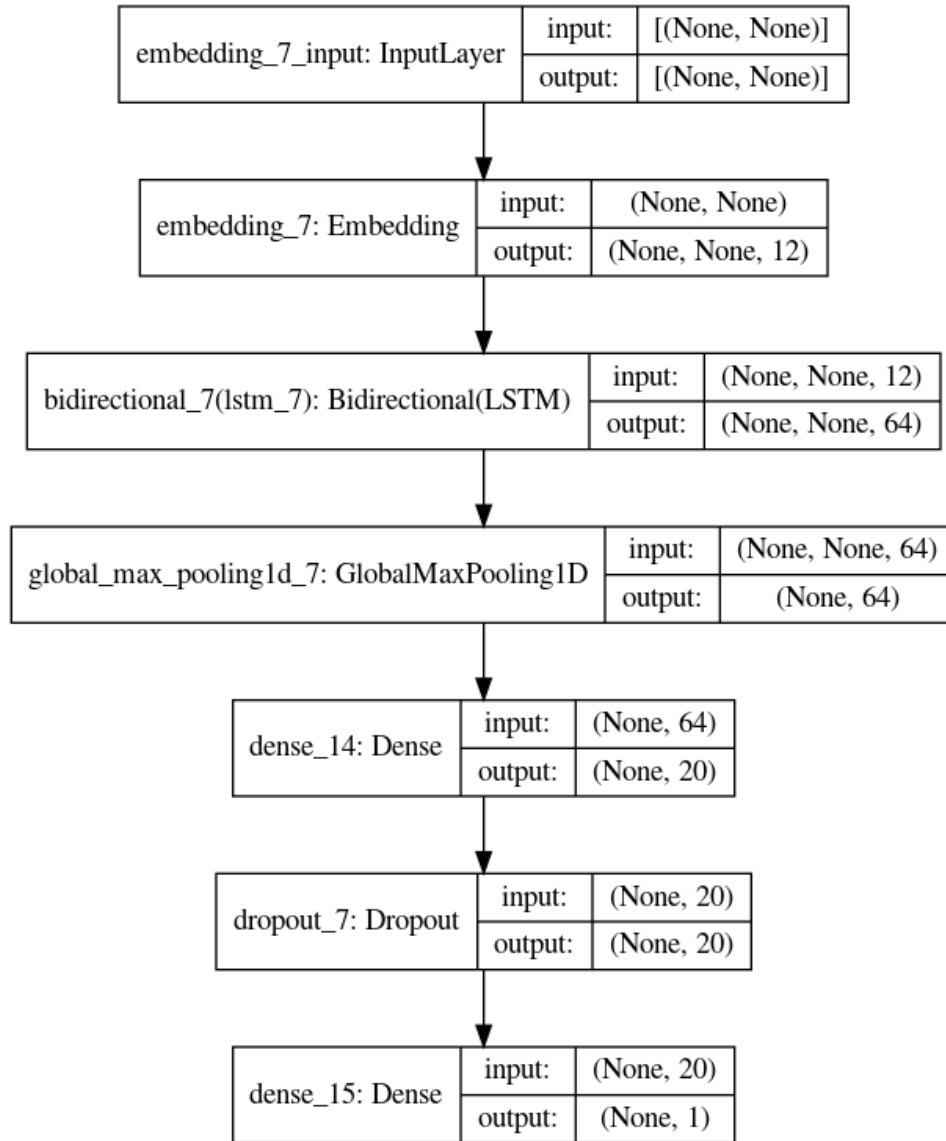 embedding_7_input: InputLayer
input: [(None, None)]
output: [(None, None)]
embedding_7: Embedding
input: (None, None)
output: (None, None, 12)
bidirectional_7(lstm_7): Bidirectional(LSTM)
input: (None, None, 12)
output: (None, None, 64)
global_max_pooling1d_7: GlobalMaxPooling1D
input: (None, None, 64)
output: (None, 64)
dense_14: Dense
input: (None, 64)
output: (None, 20)
dropout_7: Dropout
input: (None, 20)
output: (None, 20)
dense_15: Dense
input: (None, 20)
output: (None, 1)